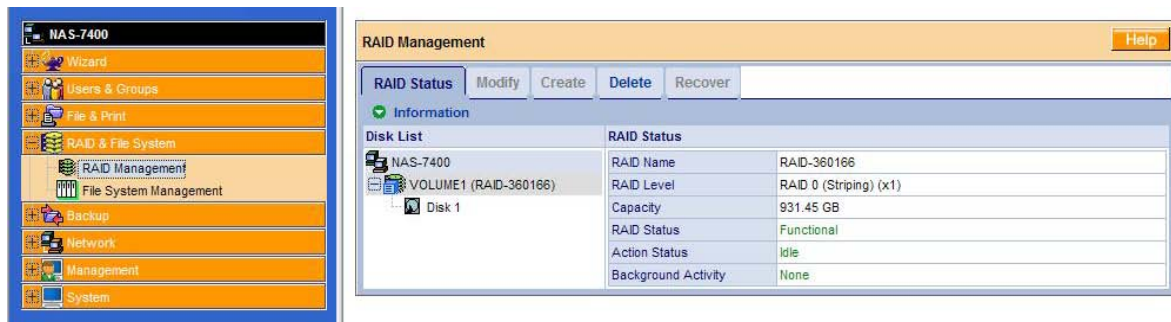 NAS-7400
Wizard
Users & Groups
File & Print
RAID & File System
RAID Management
File System Management
Backup
Network
Management
System
RAID Management
Help
RAID Status Modify Create Delete Recover
Information
Disk List RAID Status
NAS-7400
VOLUME1 (RAID-360166)
Disk 1
RAID Name RAID-360166
RAID Level RAID 0 (Striping) (x1)
Capacity 931.45 GB
RAID Status Functional
Action Status Idle
Background Activity None